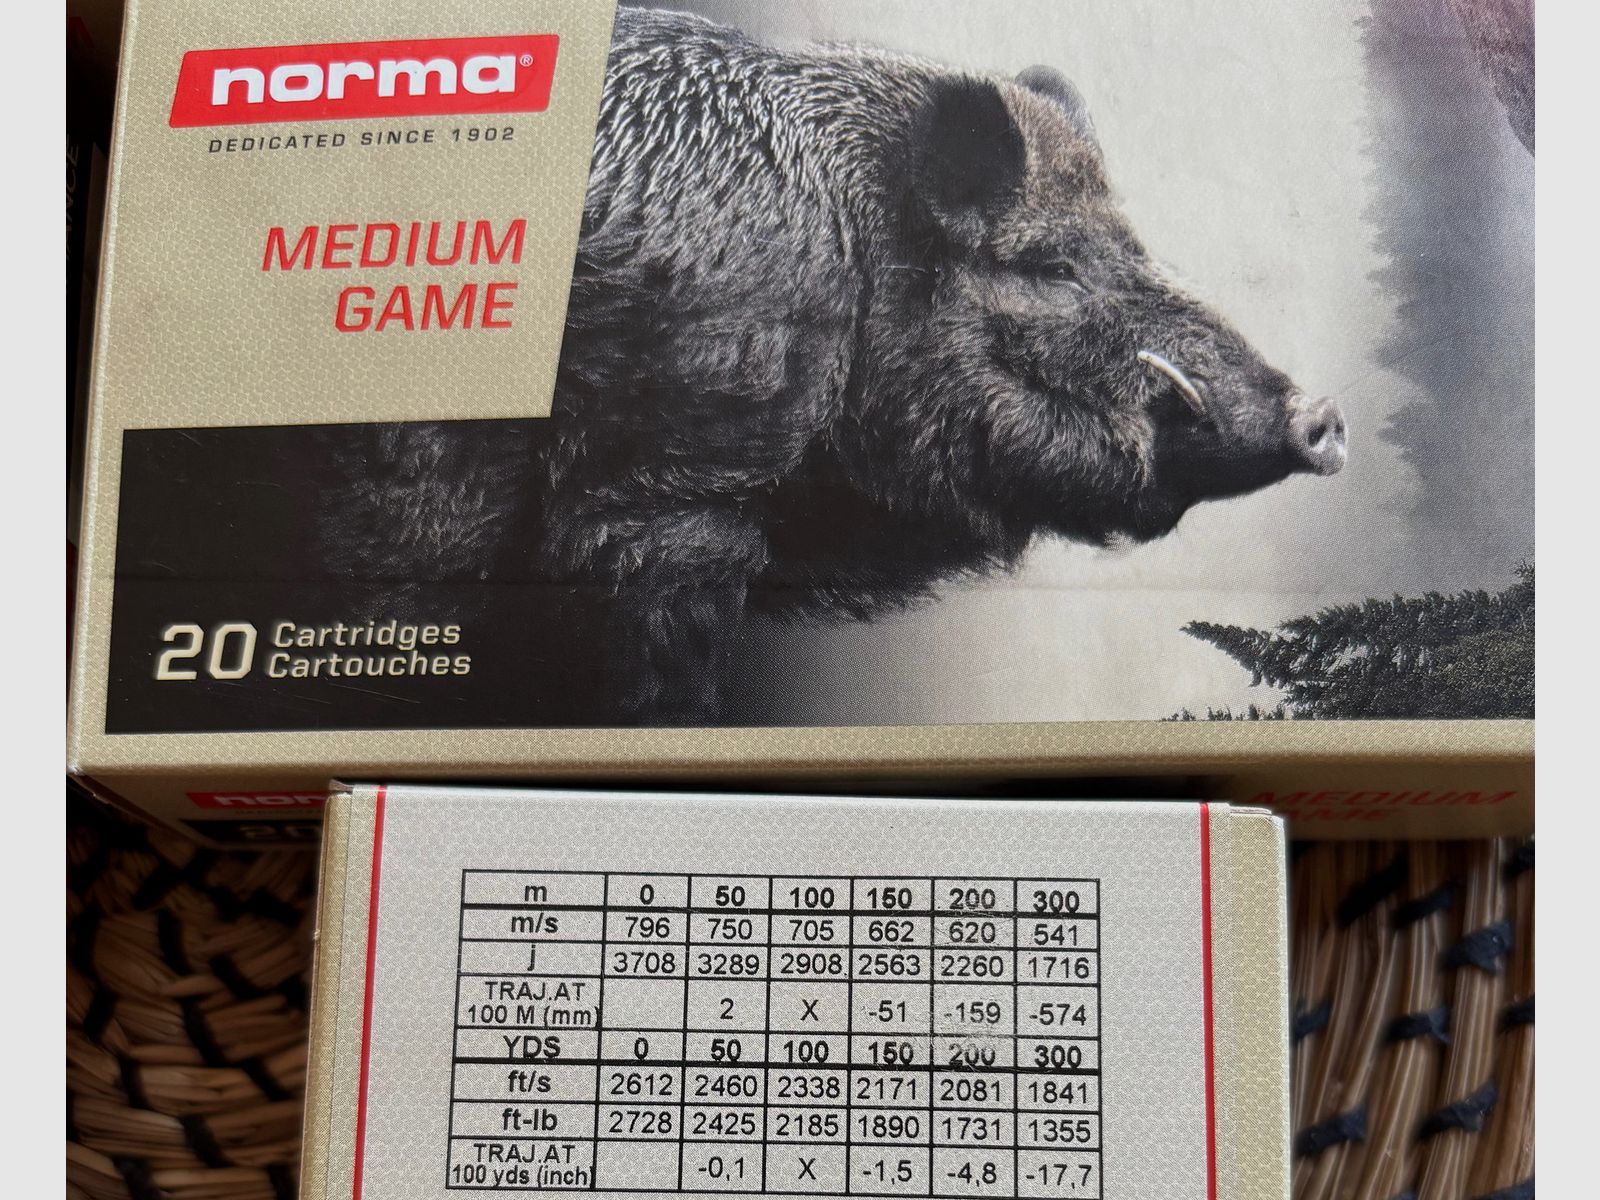 norma®
DEDICATED SINCE 1902
MEDIUM
GAME
20 Cartridges
Cartouches
MEDIUM
m 0 50 100 150 200 300
m/s 796 750 705 662 620 541
j 3708 3289 2908 2563 2260 1716
TRAJ.AT
100 M (mm) 2 X -51 -159 -574
YDS 0 50 100 150 200 300
ft/s 2612 2460 2338 2171 2081 1841
ft-lb 2728 2425 2185 1890 1731 1355
TRAJ.AT
100 yds (inch) -0,1 X -1,5 -4,8 -17,7